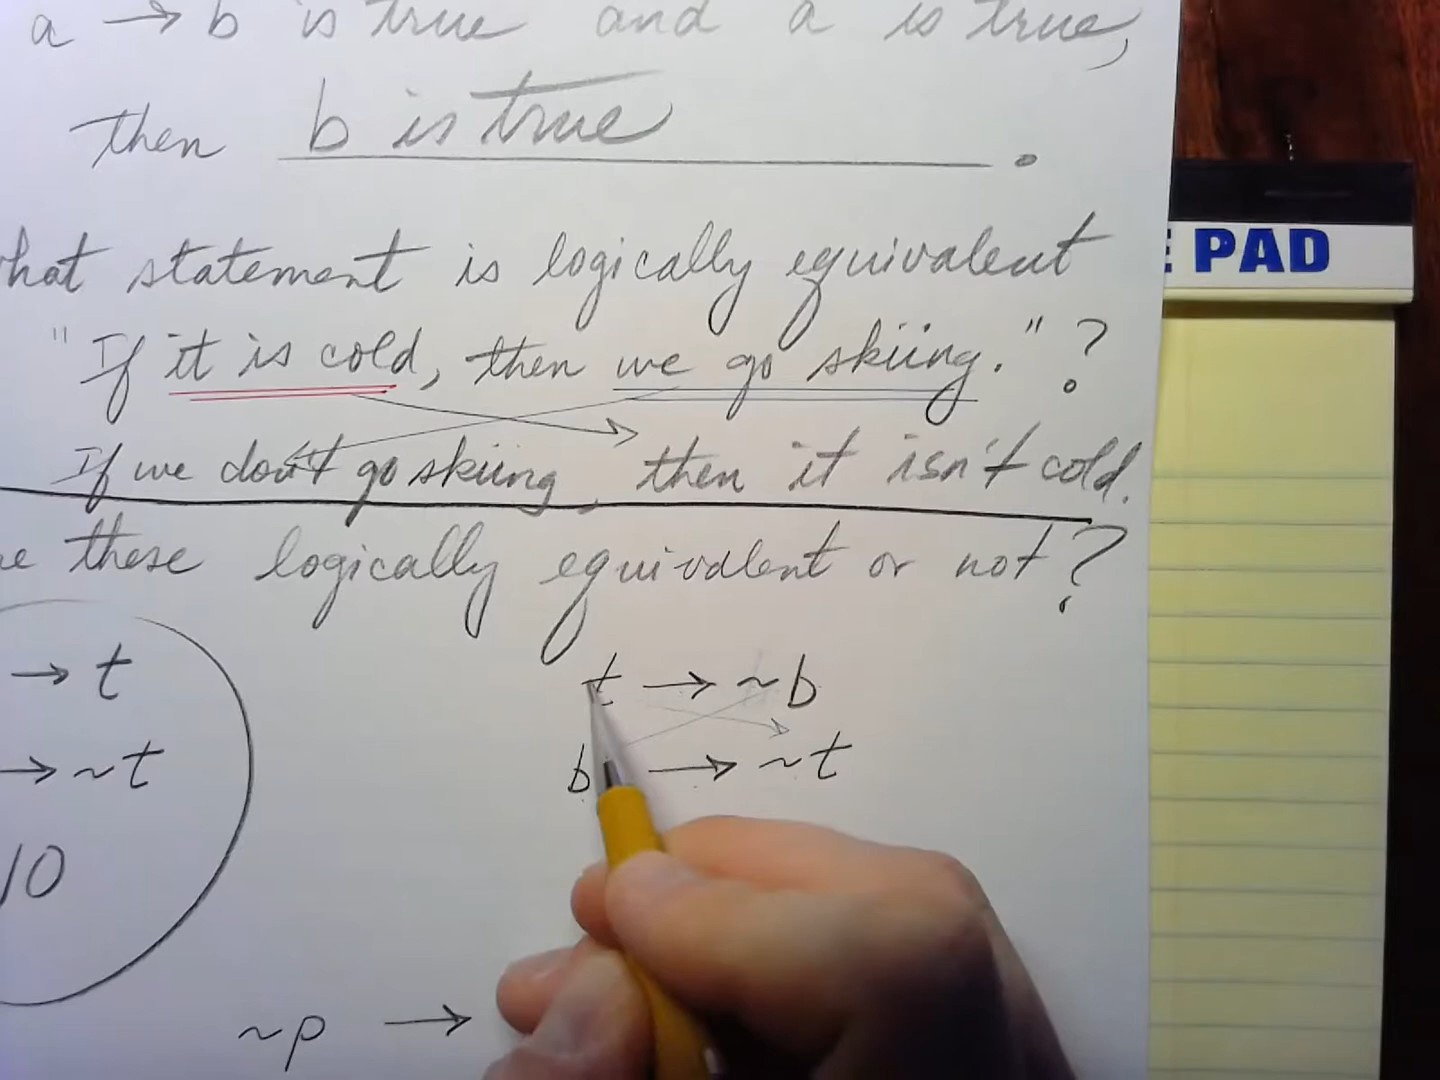 a → b is true and a is true,
then b is true.
hat statement is logically equivalent
"If it is cold, then we go skiing."?
If we don't go skiing, then it isn't cold.
e these logically equivalent or not?
→ t
t → ~b
→ ~t
b → ~t
10
~p →
PAD